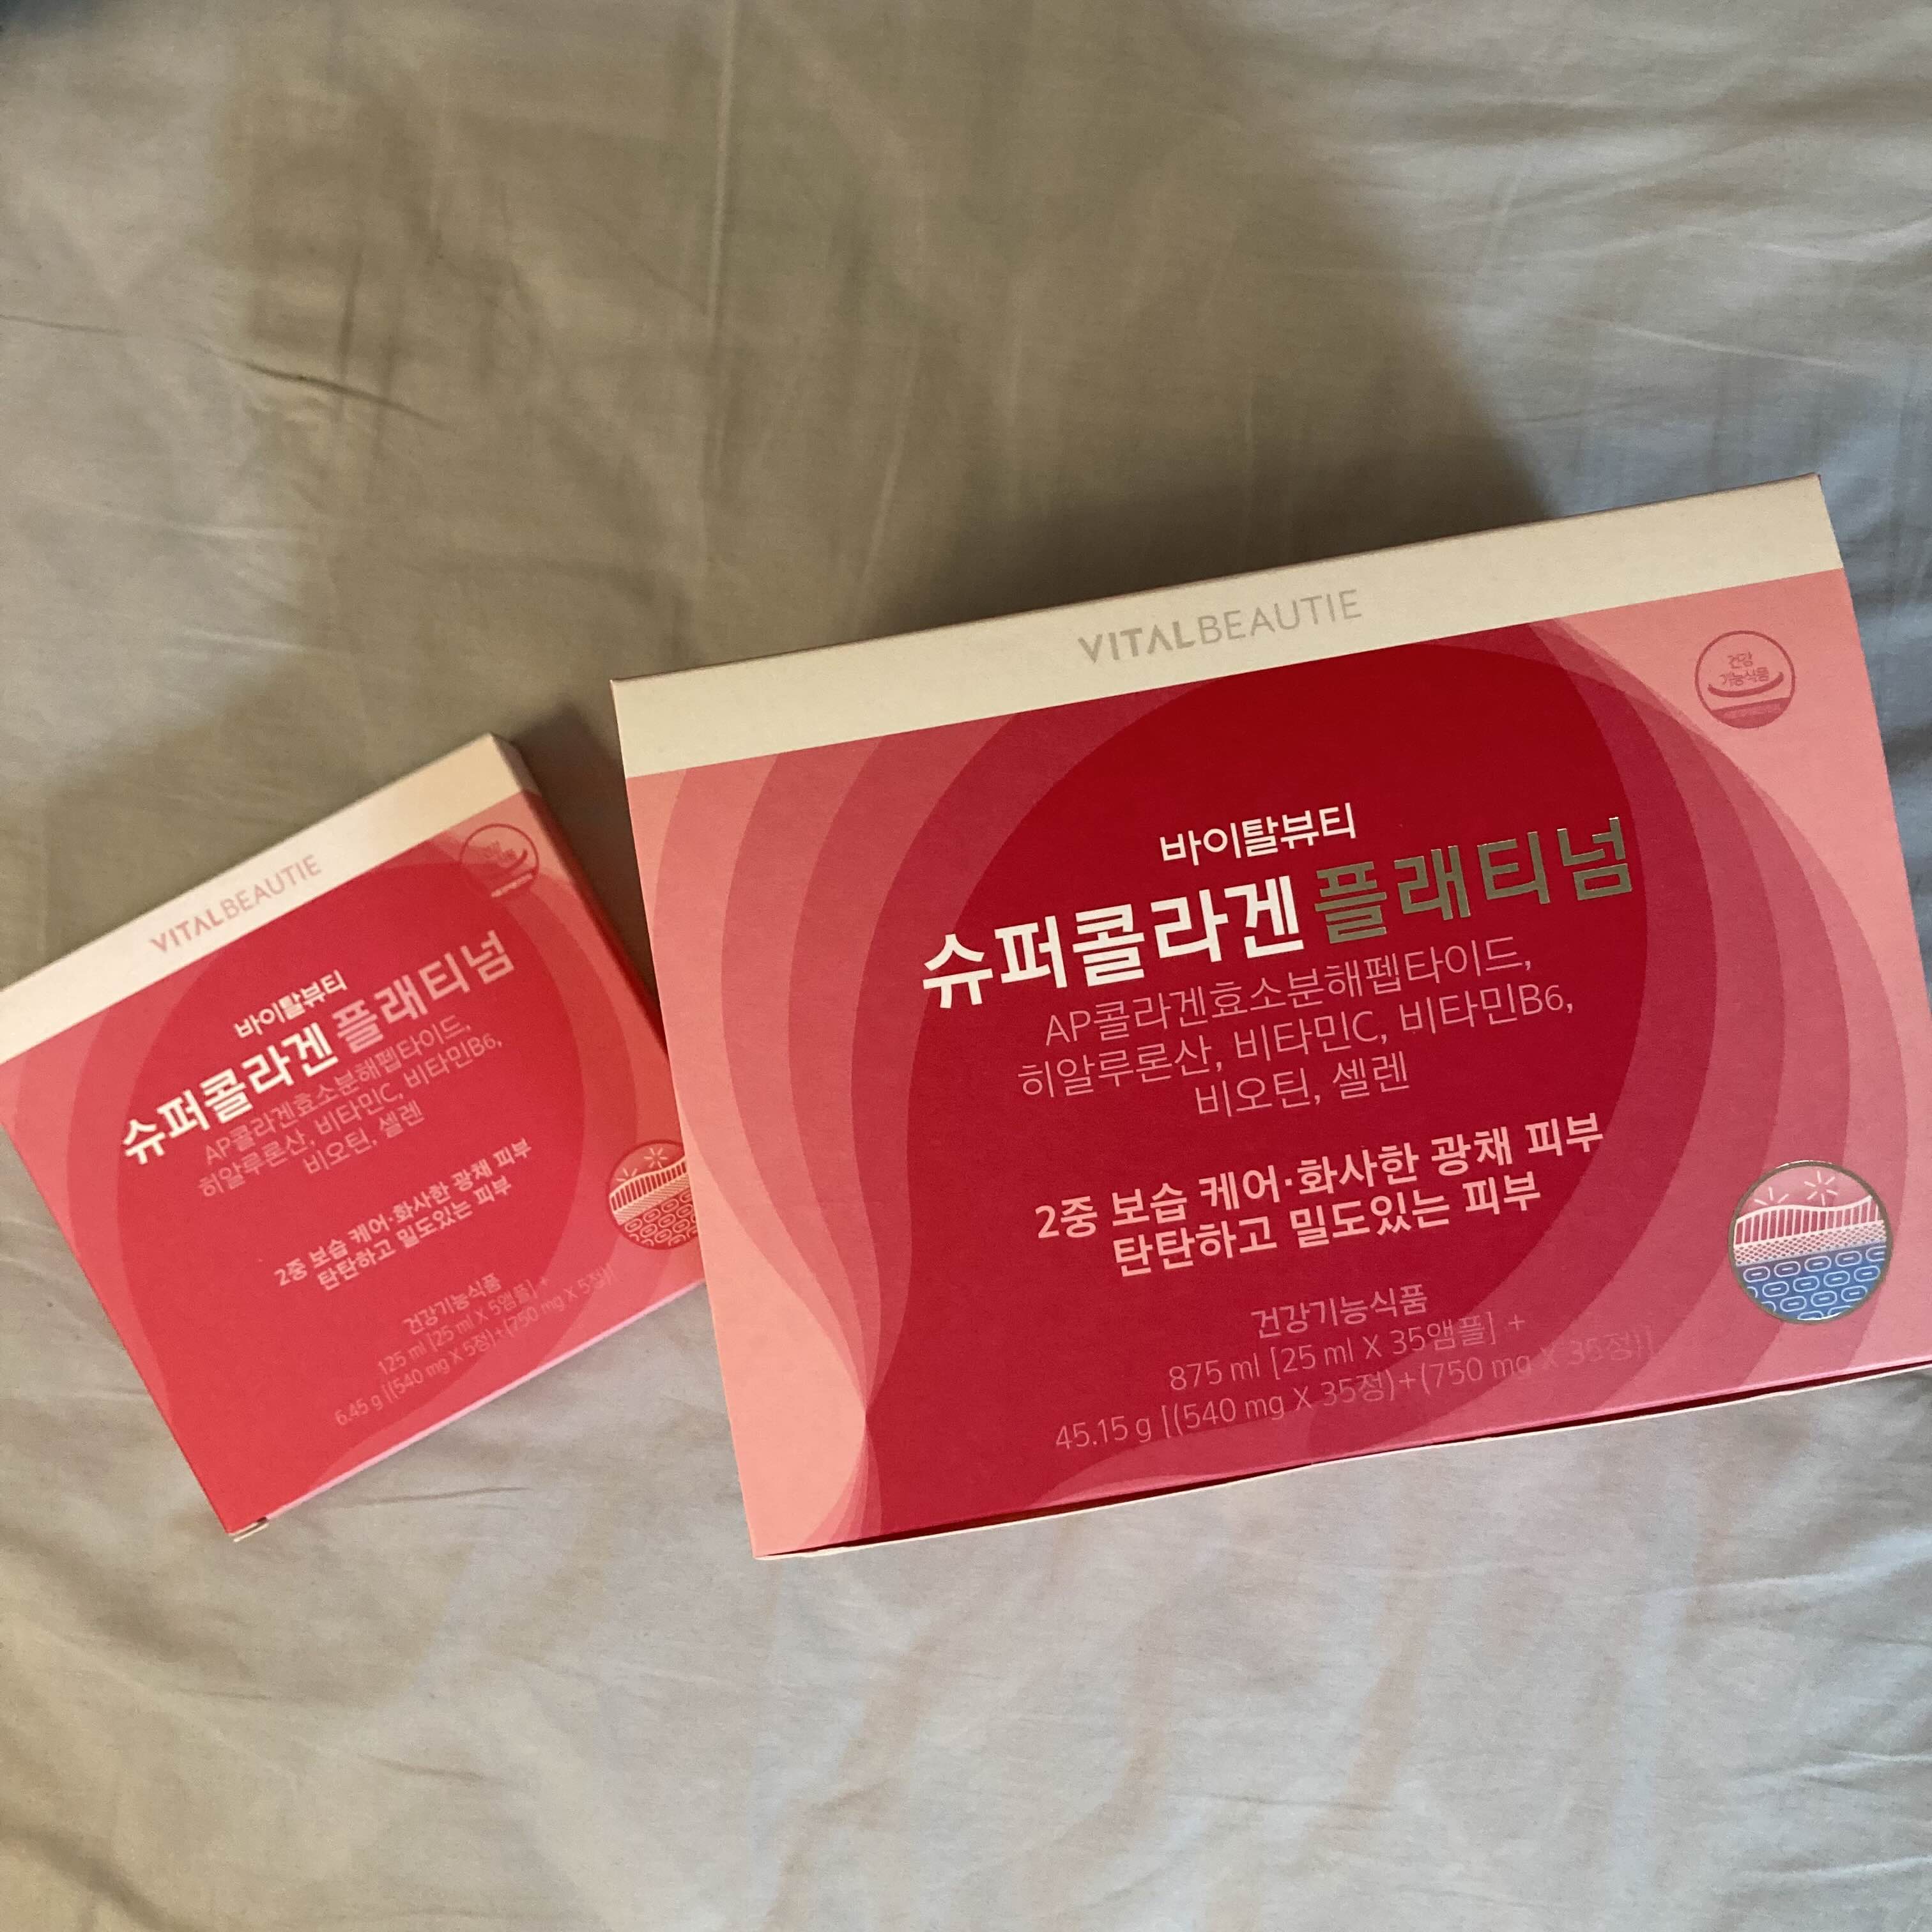 VITALBEAUTIE
바이탈뷰티
슈퍼콜라겐 플래티넘
AP콜라겐효소분해펩타이드,
히알루론산, 비타민C, 비타민B6,
비오틴, 셀렌
2중 보습 케어·화사한 광채 피부
탄탄하고 밀도있는 피부
건강기능식품
125 ml [25 ml X 5앰플] +
6.45 g [(540 mg X 5정)+(750 mg X 5정)]
VITALBEAUTIE
건강
기능식품
바이탈뷰티
슈퍼콜라겐 플래티넘
AP콜라겐효소분해펩타이드,
히알루론산, 비타민C, 비타민B6,
비오틴, 셀렌
2중 보습 케어·화사한 광채 피부
탄탄하고 밀도있는 피부
건강기능식품
875 ml [25 ml X 35앰플] +
45.15 g [(540 mg X 35정)+(750 mg X 35정)]